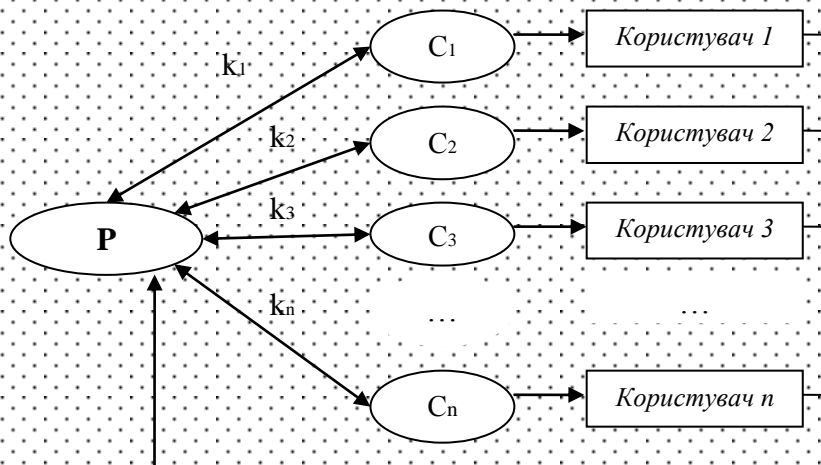 k₁
C₁
Користувач 1
k₂
C₂
Користувач 2
P
k₃
C₃
Користувач 3
kₙ
…
…
Cₙ
Користувач n